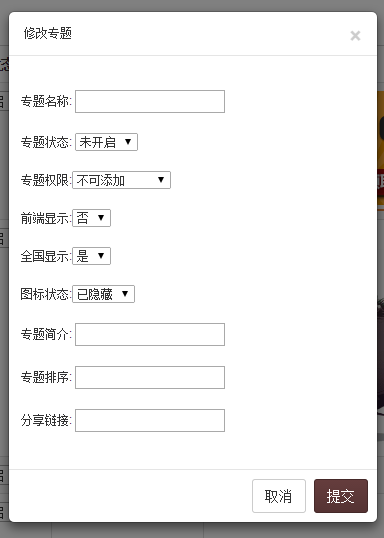 修改专题
×
专题名称:
专题状态: 未开启
专题权限: 不可添加
前端显示: 否
全国显示: 是
图标状态: 已隐藏
专题简介:
专题排序:
分享链接:
取消 提交